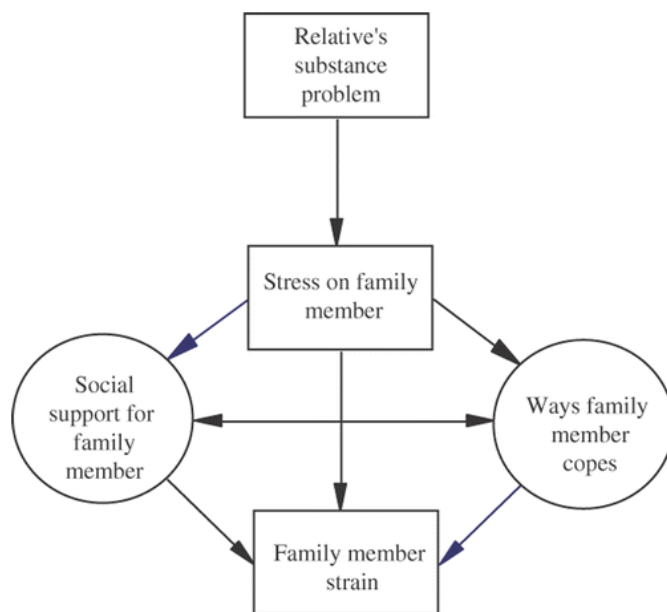 Relative's
substance
problem
Stress on family
member
Social
support for
family
member
Ways family
member
copes
Family member
strain